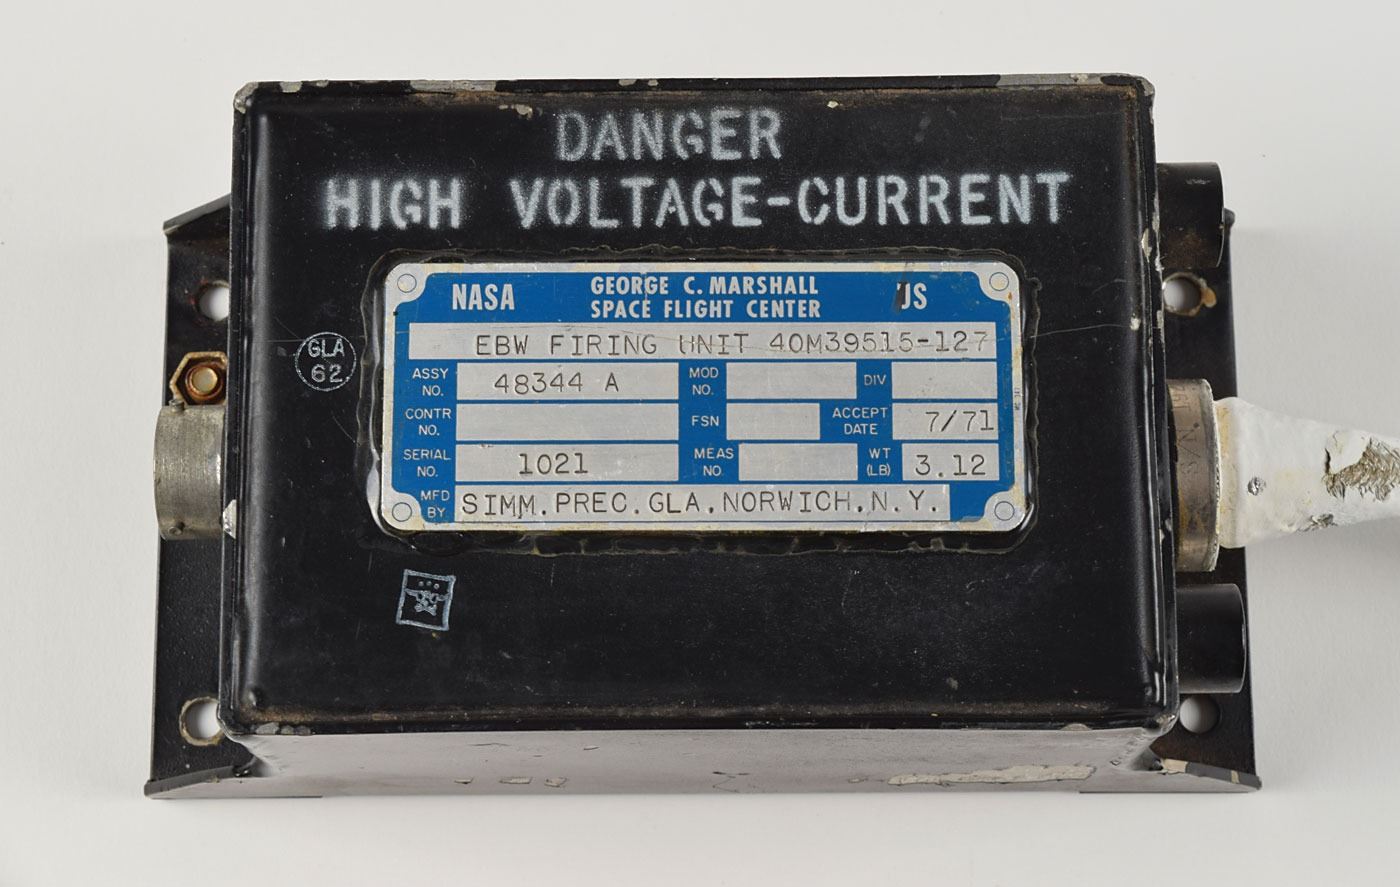 DANGER
HIGH VOLTAGE-CURRENT
NASA
GEORGE C. MARSHALL
SPACE FLIGHT CENTER
US
EBW FIRING UNIT 40M39515-127
ASSY NO. 48344 A
MOD NO.
DIV
CONTR NO.
FSN
ACCEPT DATE 7/71
SERIAL NO. 1021
MEAS NO
WT (LB) 3.12
MFD BY SIMM.PREC.GLA.NORWICH.N.Y.
GLA
62
S/N